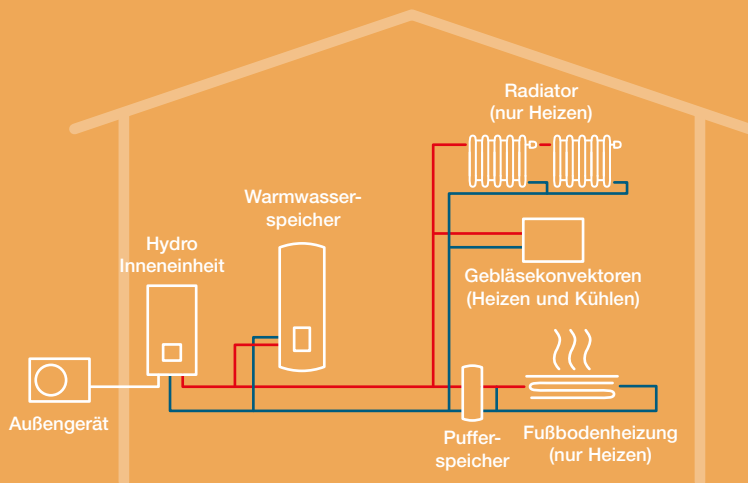 Radiator
(nur Heizen)
Warmwasser-
speicher
Hydro
Inneneinheit
Gebläsekonvektoren
(Heizen und Kühlen)
Außengerät
Puffer-
speicher
Fußbodenheizung
(nur Heizen)